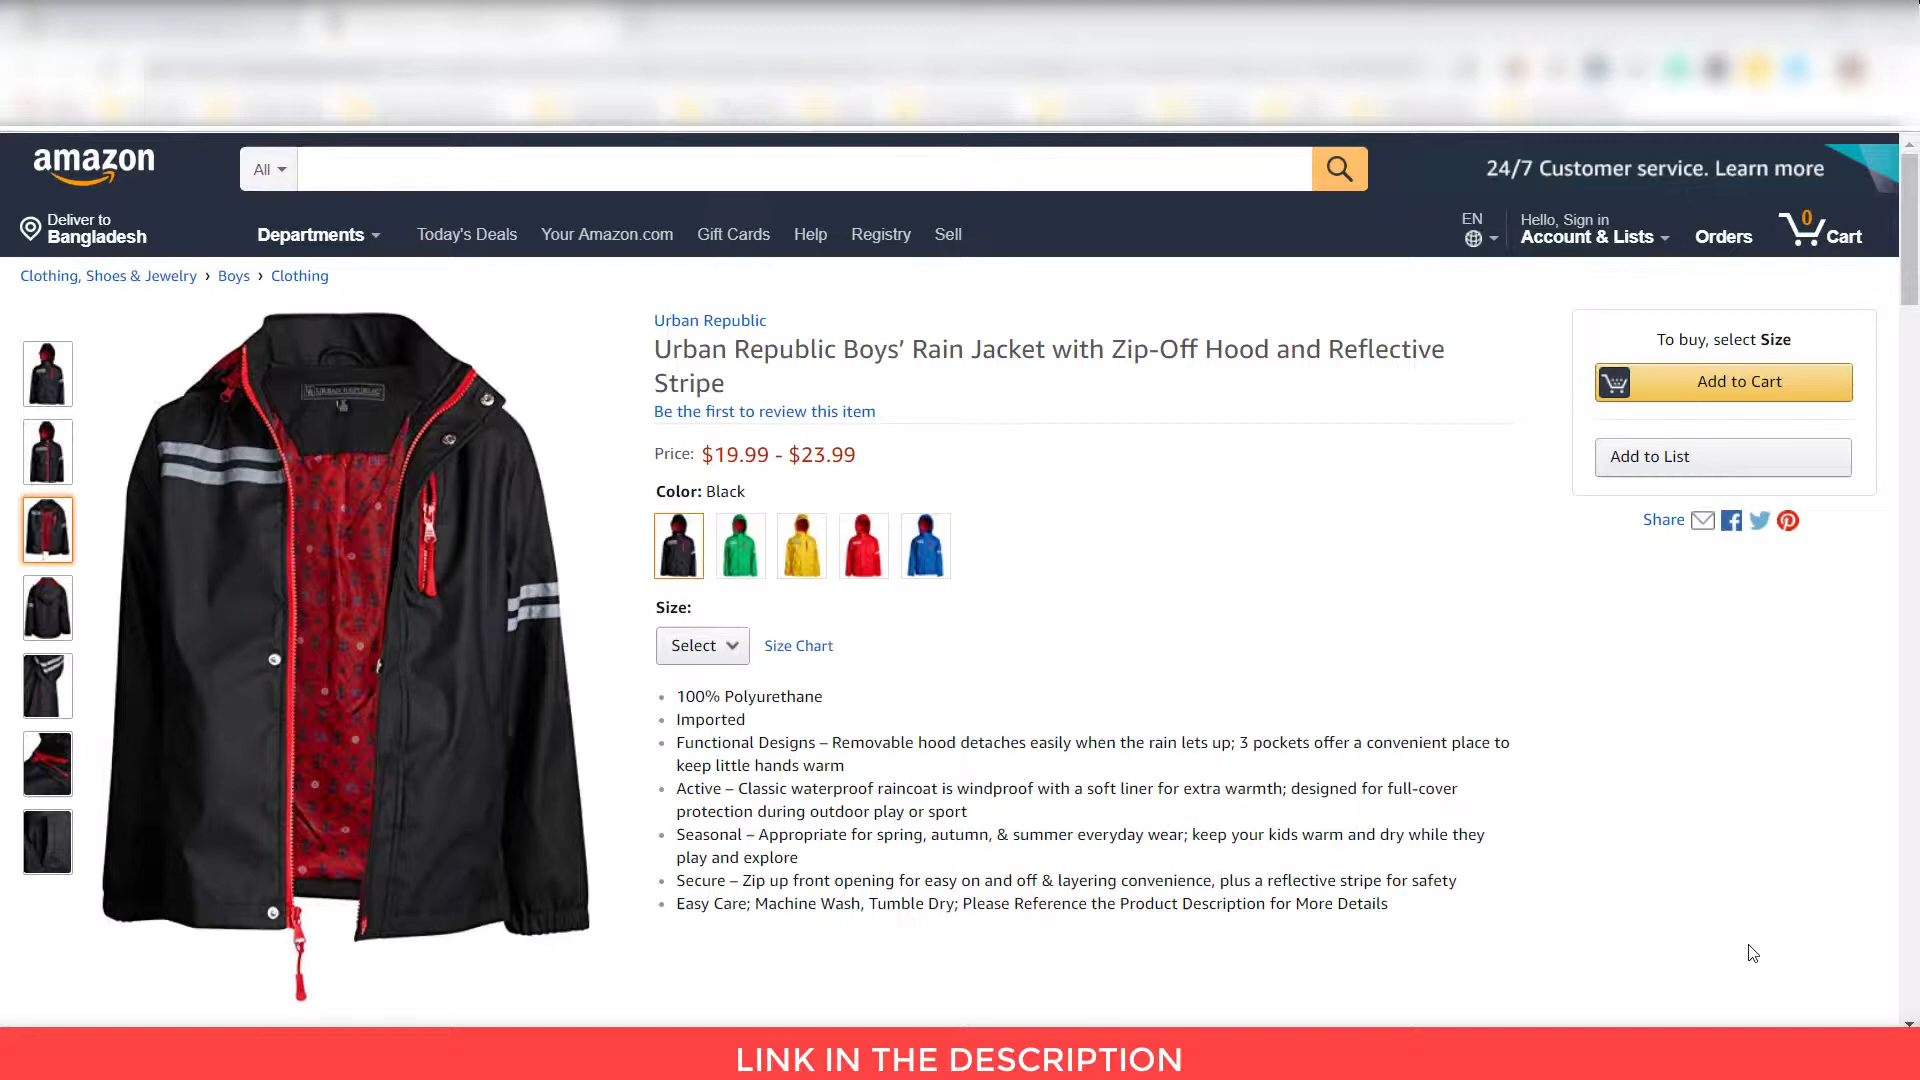 amazon
All
24/7 Customer service. Learn more
Deliver to
Bangladesh
Departments
Today's Deals
Your Amazon.com
Gift Cards
Help
Registry
Sell
EN
Hello, Sign in
Account & Lists
Orders
0
Cart
Clothing, Shoes & Jewelry › Boys › Clothing
URBAN REPUBLIC
Urban Republic
Urban Republic Boys’ Rain Jacket with Zip-Off Hood and Reflective
Stripe
Be the first to review this item
Price: $19.99 - $23.99
Color: Black
Size:
Select
Size Chart
• 100% Polyurethane
• Imported
• Functional Designs – Removable hood detaches easily when the rain lets up; 3 pockets offer a convenient place to
keep little hands warm
• Active – Classic waterproof raincoat is windproof with a soft liner for extra warmth; designed for full-cover
protection during outdoor play or sport
• Seasonal – Appropriate for spring, autumn, & summer everyday wear; keep your kids warm and dry while they
play and explore
• Secure – Zip up front opening for easy on and off & layering convenience, plus a reflective stripe for safety
• Easy Care; Machine Wash, Tumble Dry; Please Reference the Product Description for More Details
To buy, select Size
Add to Cart
Add to List
Share
LINK IN THE DESCRIPTION